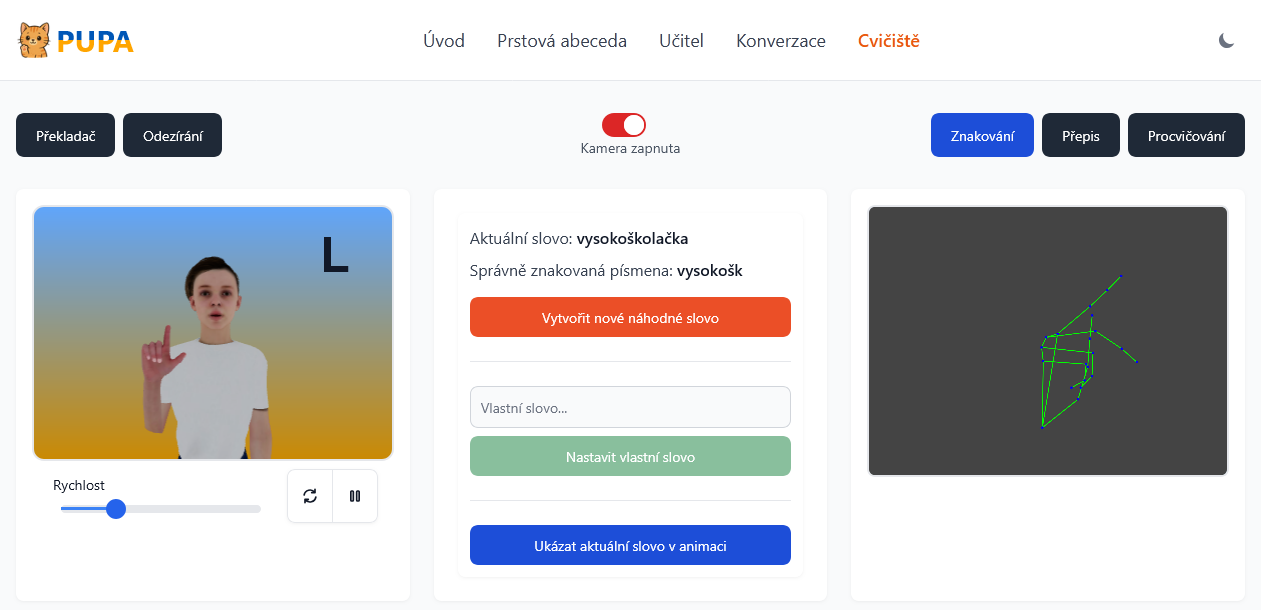 PUPA
Úvod Prstová abeceda Učitel Konverzace Cvičiště
Překladač Odezírání
Kamera zapnuta
Znakování Přepis Procvičování
L
Rychlost
Aktuální slovo: vysokoškolačka
Správně znakovaná písmena: vysokošk
Vytvořit nové náhodné slovo
Vlastní slovo...
Nastavit vlastní slovo
Ukázat aktuální slovo v animaci